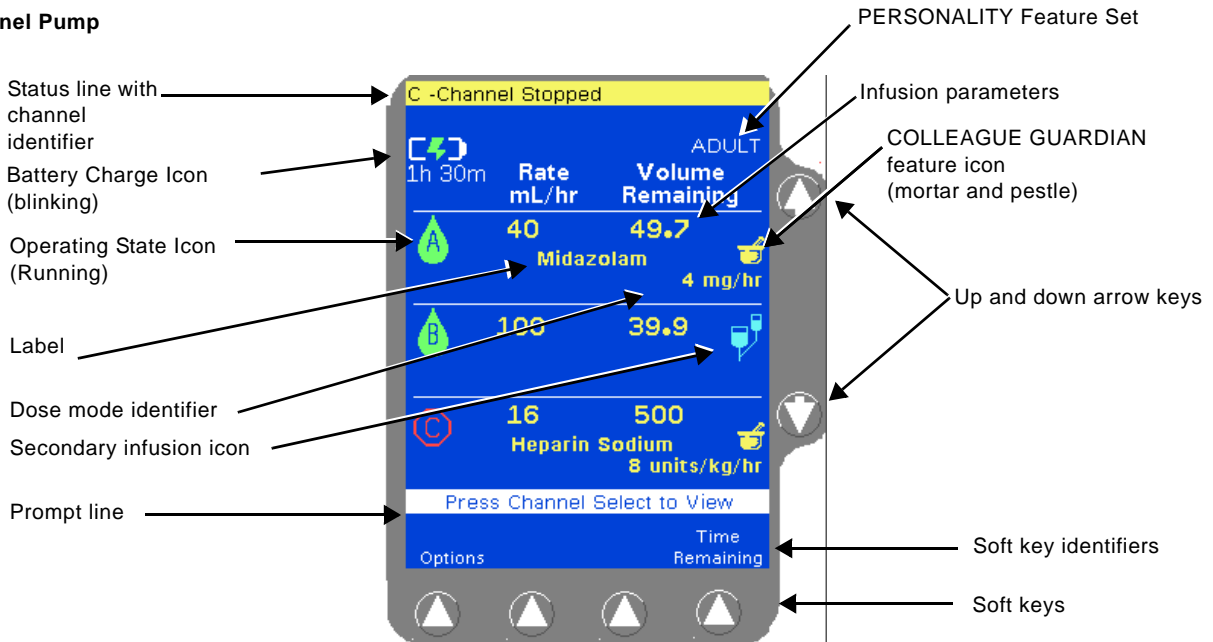 nel Pump
PERSONALITY Feature Set
Status line with
channel
identifier
Battery Charge Icon
(blinking)
Operating State Icon
(Running)
Label
Dose mode identifier
Secondary infusion icon
Prompt line
C -Channel Stopped
ADULT
1h 30m
Rate
mL/hr
Volume
Remaining
A
40
49.7
Midazolam
4 mg/hr
B
100
39.9
C
16
500
Heparin Sodium
8 units/kg/hr
Press Channel Select to View
Options
Time
Remaining
Infusion parameters
COLLEAGUE GUARDIAN
feature icon
(mortar and pestle)
Up and down arrow keys
Soft key identifiers
Soft keys